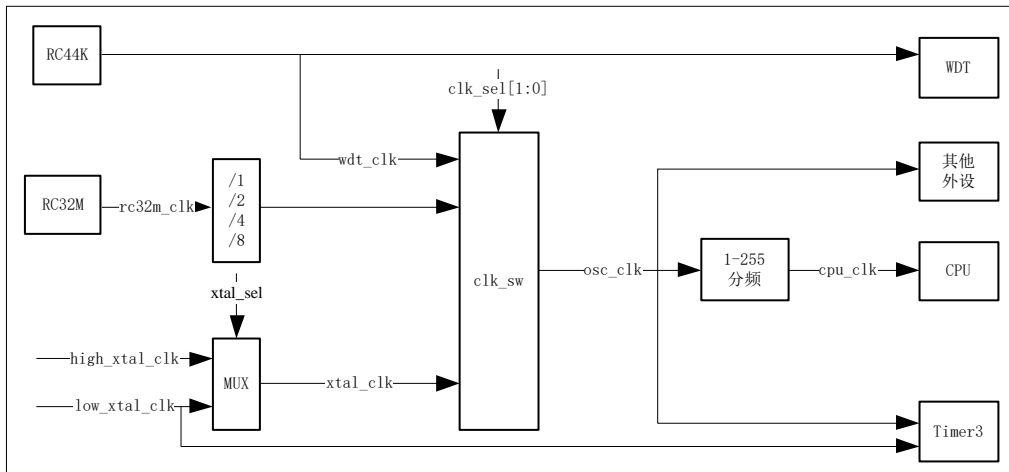 RC44K
WDT
clk_sel[1:0]
wdt_clk
其他
外设
RC32M
rc32m_clk
/1
/2
/4
/8
clk_sw
osc_clk
1-255
分频
cpu_clk
CPU
xtal_sel
high_xtal_clk
MUX
xtal_clk
low_xtal_clk
Timer3